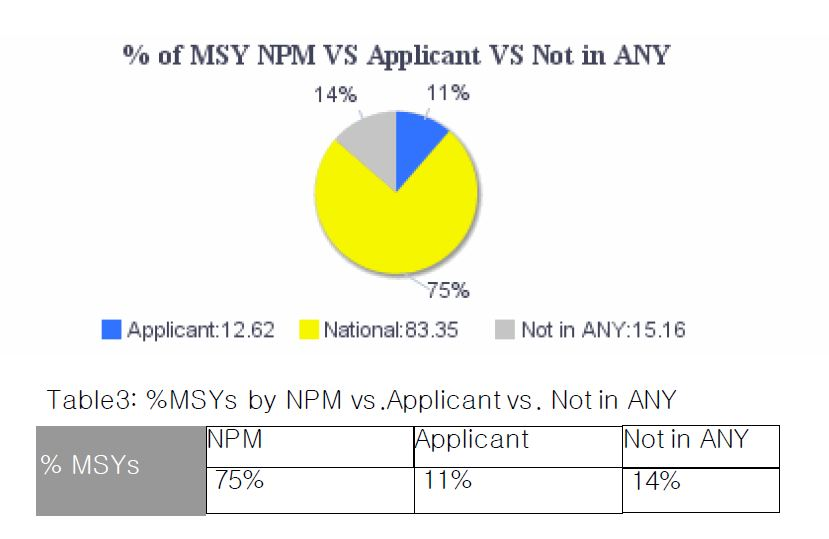 % of MSY NPM VS Applicant VS Not in ANY
14% 11%
75%
Applicant:12.62 National:83.35 Not in ANY:15.16
Table3: %MSYs by NPM vs.Applicant vs. Not in ANY
% MSYs
NPM Applicant Not in ANY
75% 11% 14%